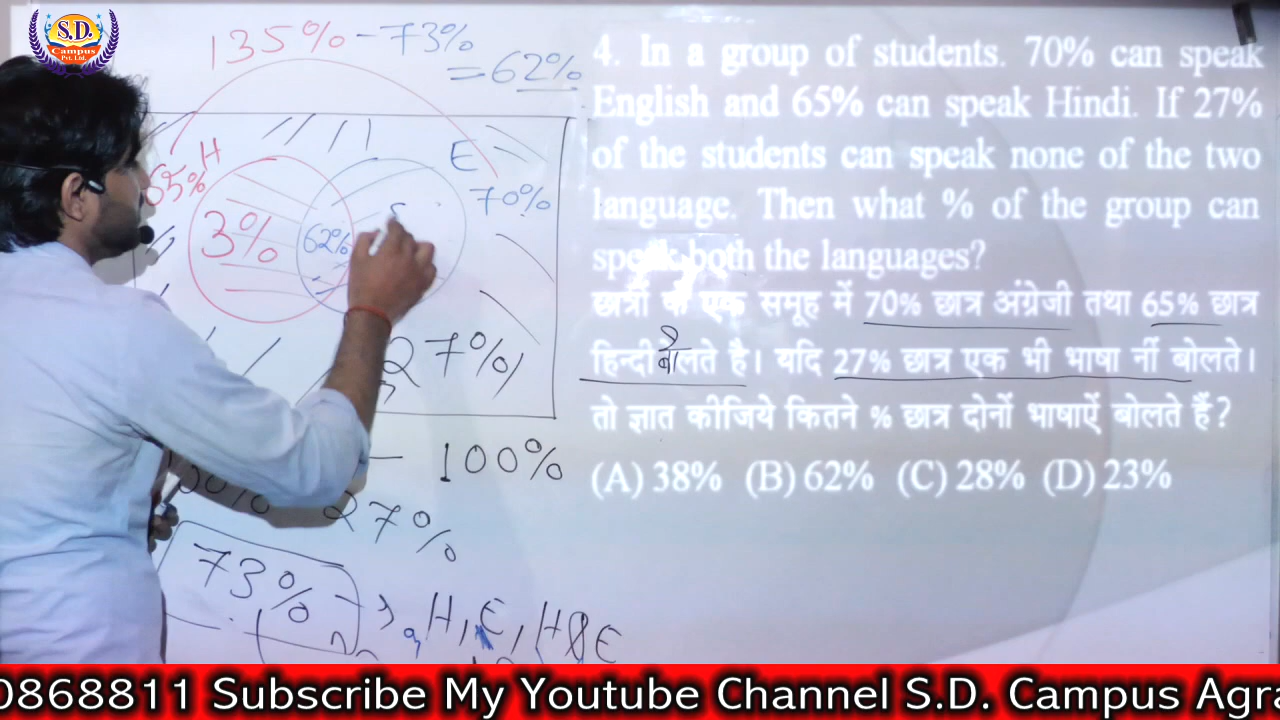 S.D.
Campus
Pvt. Ltd.
135% - 73%
= 62%
H
65%
E
70%
3%
62%
27%
100%
27%
73%
H, E, H&E
4. In a group of students. 70% can speak
English and 65% can speak Hindi. If 27%
of the students can speak none of the two
language. Then what % of the group can
speak both the languages?
छात्रों के एक समूह में 70% छात्र अंग्रेजी तथा 65% छात्र
हिन्दी बोलते है। यदि 27% छात्र एक भी भाषा नीं बोलते।
तो ज्ञात कीजिये कितने % छात्र दोनों भाषाऐं बोलते हैं?
(A) 38% (B) 62% (C) 28% (D) 23%
0868811 Subscribe My Youtube Channel S.D. Campus Agra